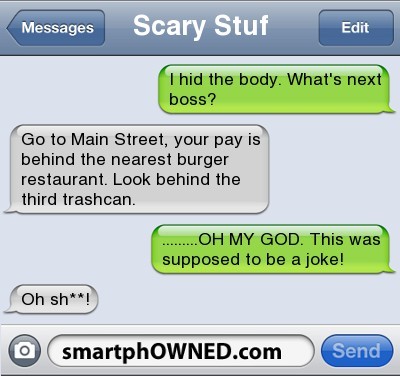 Messages
Scary Stuf
Edit
I hid the body. What's next
boss?
Go to Main Street, your pay is
behind the nearest burger
restaurant. Look behind the
third trashcan.
.........OH MY GOD. This was
supposed to be a joke!
Oh sh**!
smartphOWNED.com
Send